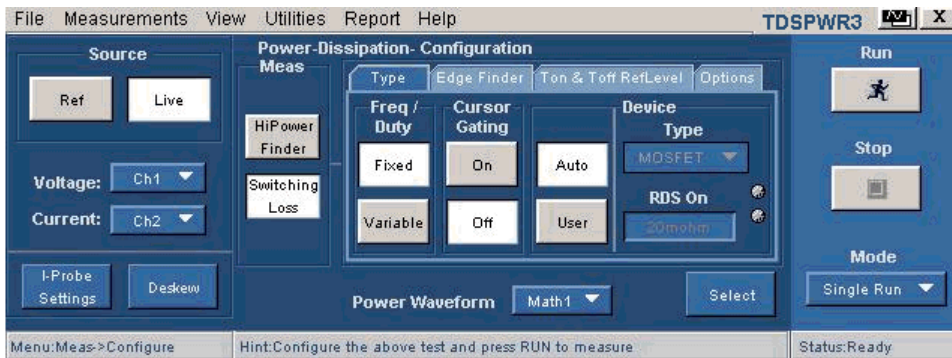 File Measurements View Utilities Report Help
TDSPWR3
X
Source
Ref
Live
Voltage:
Ch1
Current:
Ch2
I-Probe
Settings
Deskew
Power-Dissipation- Configuration
Meas
HiPower
Finder
Switching
Loss
Type
Edge Finder
Ton & Toff RefLevel
Options
Freq /
Duty
Fixed
Variable
Cursor
Gating
On
Off
Auto
User
Device
Type
MOSFET
RDS On
20mohm
Power Waveform
Math1
Select
Run
Stop
Mode
Single Run
Menu:Meas->Configure
Hint:Configure the above test and press RUN to measure
Status:Ready